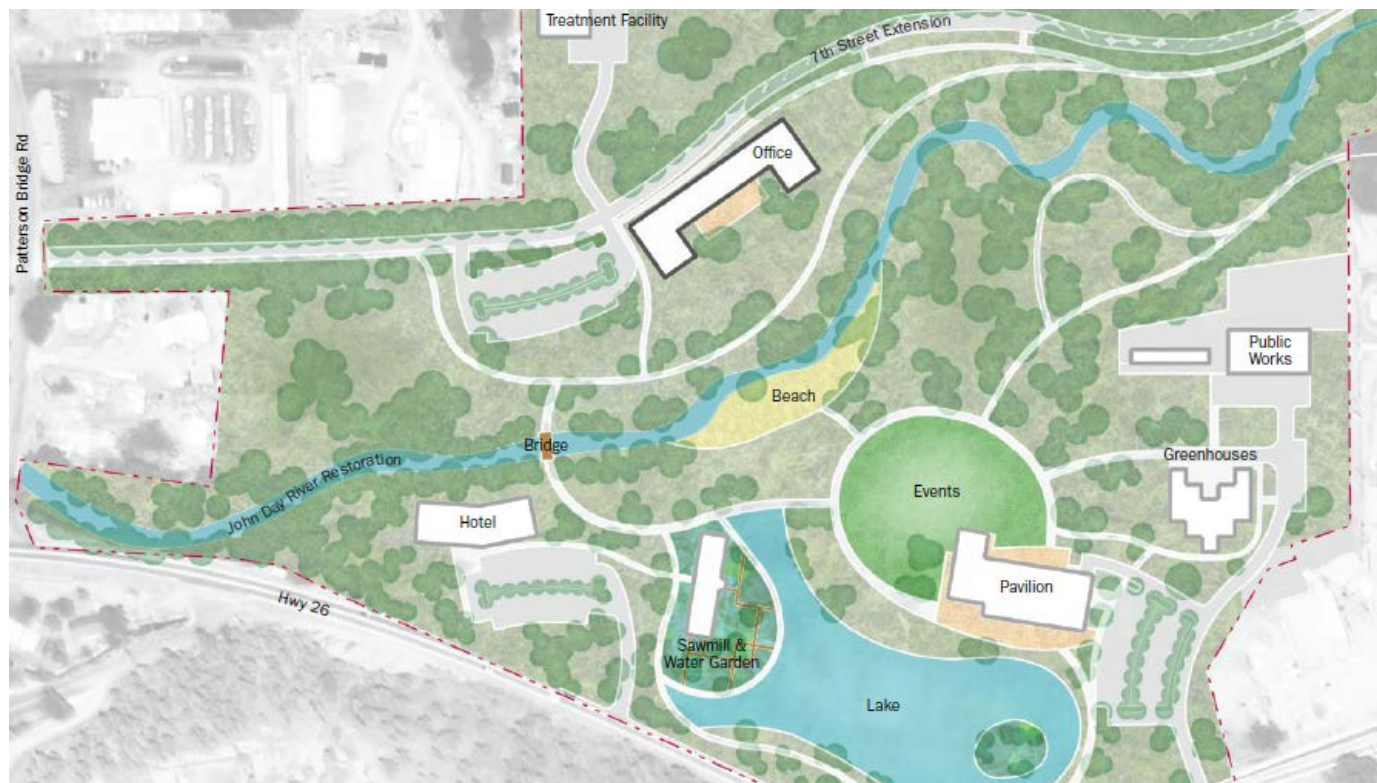 Treatment Facility
7th Street Extension
Patterson Bridge Rd
Office
Public
Works
Beach
Bridge
Greenhouses
John Day River Restoration
Events
Hotel
Pavilion
Hwy 26
Sawmill &
Water Garden
Lake